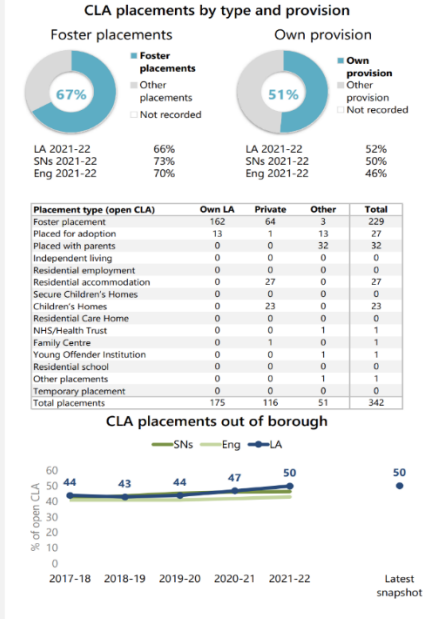 CLA placements by type and provision
Foster placements
Own provision
67%
Foster placements
Other placements
Not recorded
51%
Own provision
Other provision
Not recorded
LA 2021-22 66%
SNs 2021-22 73%
Eng 2021-22 70%
LA 2021-22 52%
SNs 2021-22 50%
Eng 2021-22 46%
Placement type (open CLA) Own LA Private Other Total
Foster placement 162 64 3 229
Placed for adoption 13 1 13 27
Placed with parents 0 0 32 32
Independent living 0 0 0 0
Residential employment 0 0 0 0
Residential accommodation 0 27 0 27
Secure Children's Homes 0 0 0 0
Children's Homes 0 23 0 23
Residential Care Home 0 0 0 0
NHS/Health Trust 0 0 1 1
Family Centre 0 1 0 1
Young Offender Institution 0 0 1 1
Residential school 0 0 0 0
Other placements 0 0 1 1
Temporary placement 0 0 0 0
Total placements 175 116 51 342
CLA placements out of borough
SNs Eng LA
% of open CLA
60
50
40
30
20
10
0
44 43 44 47 50 50
2017-18 2018-19 2019-20 2020-21 2021-22 Latest snapshot